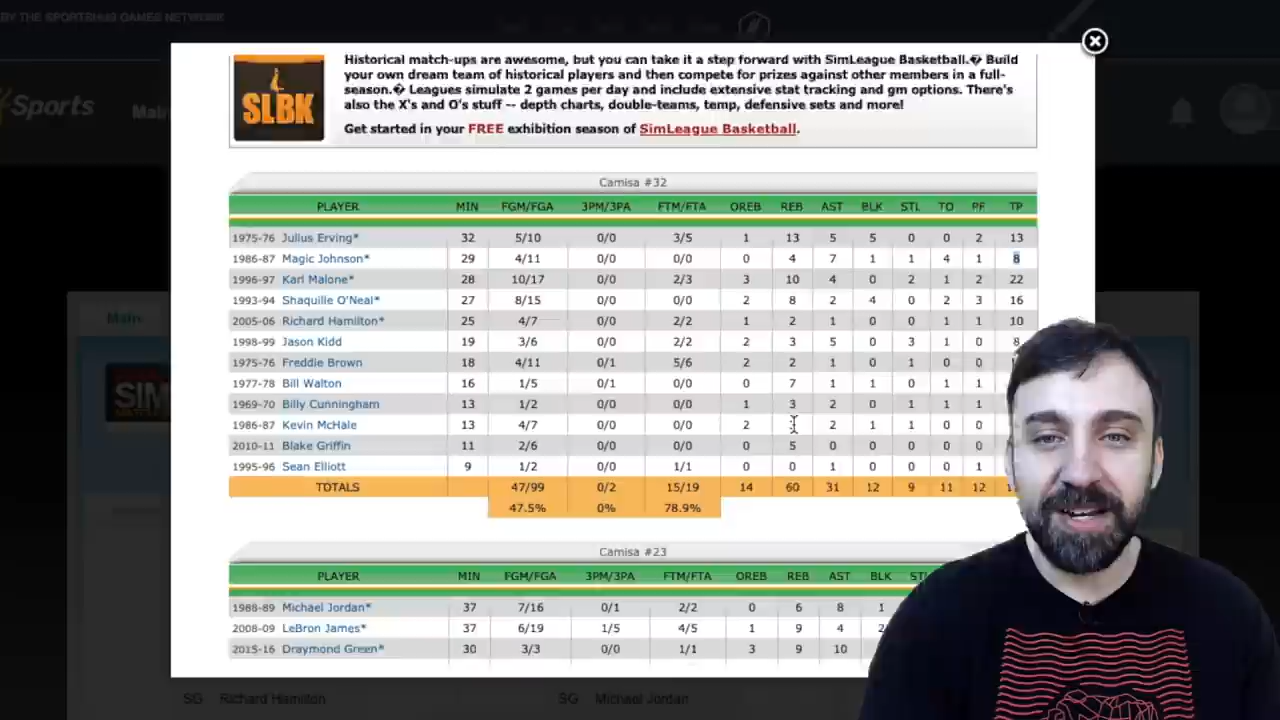 BY THE SPORTSHUB GAMES NETWORK
Sports
Main
SLBK
Historical match-ups are awesome, but you can take it a step forward with SimLeague Basketball.� Build
your own dream team of historical players and then compete for prizes against other members in a full-
season.� Leagues simulate 2 games per day and include extensive stat tracking and gm options. There's
also the X's and O's stuff -- depth charts, double-teams, temp, defensive sets and more!
Get started in your FREE exhibition season of SimLeague Basketball.
Camisa #32
PLAYER MIN FGM/FGA 3PM/3PA FTM/FTA OREB REB AST BLK STL TO PF TP
1975-76 Julius Erving* 32 5/10 0/0 3/5 1 13 5 5 0 0 2 13
1986-87 Magic Johnson* 29 4/11 0/0 0/0 0 4 7 1 1 4 1 8
1996-97 Karl Malone* 28 10/17 0/0 2/3 3 10 4 0 2 1 2 22
1993-94 Shaquille O'Neal* 27 8/15 0/0 0/0 2 8 2 4 0 2 3 16
2005-06 Richard Hamilton* 25 4/7 0/0 2/2 1 2 1 0 0 1 1 10
1998-99 Jason Kidd 19 3/6 0/0 2/2 2 3 5 0 3 1 0 8
1975-76 Freddie Brown 18 4/11 0/1 5/6 2 2 1 0 1 0 0
1977-78 Bill Walton 16 1/5 0/1 0/0 0 7 1 1 0 1 1
1969-70 Billy Cunningham 13 1/2 0/0 0/0 1 3 2 0 1 1 1
1986-87 Kevin McHale 13 4/7 0/0 0/0 2 2 1 1 0 0
2010-11 Blake Griffin 11 2/6 0/0 0/0 0 5 0 0 0 0 0
1995-96 Sean Elliott 9 1/2 0/0 1/1 0 0 1 0 0 0 1
TOTALS 47/99 0/2 15/19 14 60 31 12 9 11 12
47.5% 0% 78.9%
Camisa #23
PLAYER MIN FGM/FGA 3PM/3PA FTM/FTA OREB REB AST BLK
1988-89 Michael Jordan* 37 7/16 0/1 2/2 0 6 8 1
2008-09 LeBron James* 37 6/19 1/5 4/5 1 9 4 2
2015-16 Draymond Green* 30 3/3 0/0 1/1 3 9 10
Main
SIM
SG Richard Hamilton SG Michael Jordan